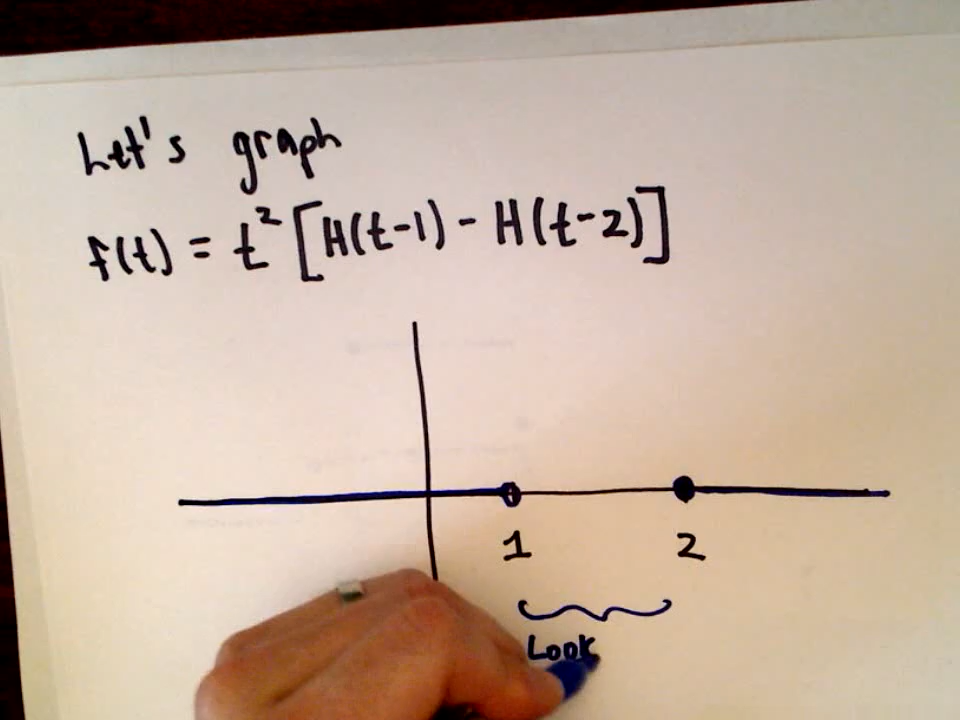 Let's graph
f(t) = t² [H(t-1) - H(t-2)]
1 2
Look